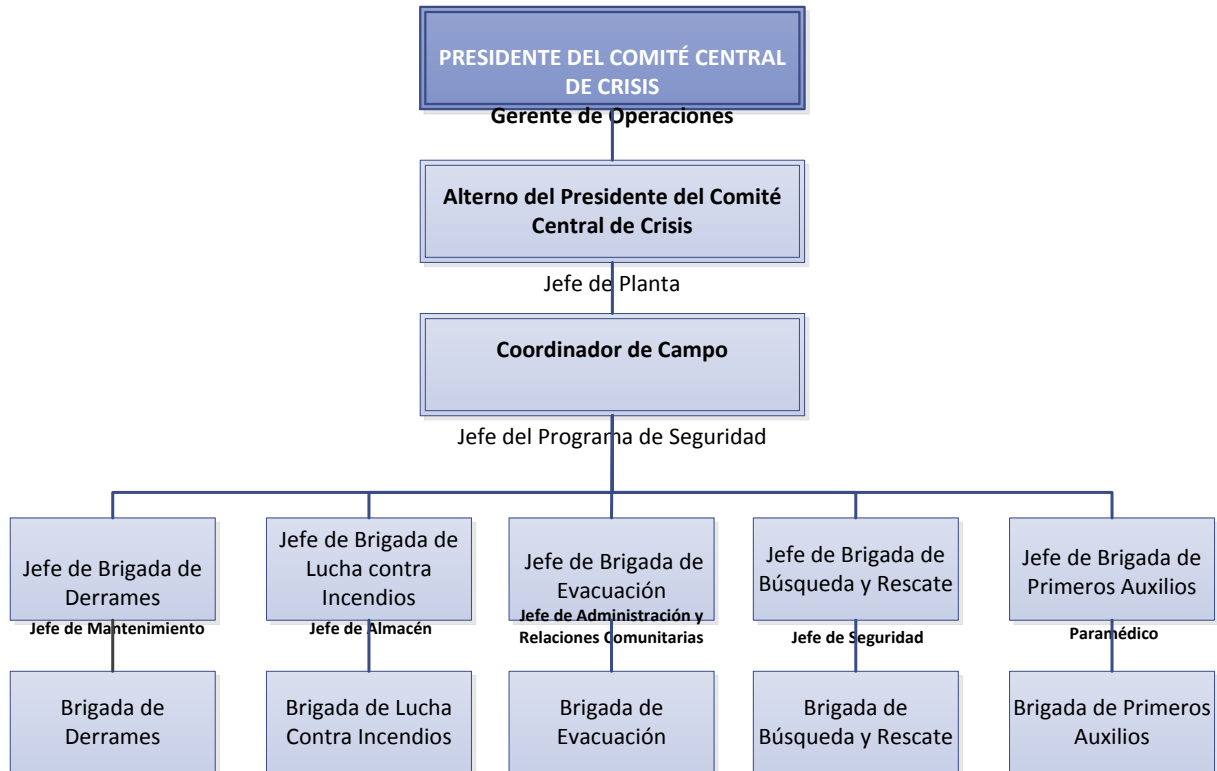 PRESIDENTE DEL COMITÉ CENTRAL
DE CRISIS
Gerente de Operaciones
Alterno del Presidente del Comité
Central de Crisis
Jefe de Planta
Coordinador de Campo
Jefe del Programa de Seguridad
Jefe de Brigada de
Derrames
Jefe de Mantenimiento
Jefe de Brigada de
Lucha contra
Incendios
Jefe de Almacén
Jefe de Brigada de
Evacuación
Jefe de Administración y
Relaciones Comunitarias
Jefe de Brigada de
Búsqueda y Rescate
Jefe de Seguridad
Jefe de Brigada de
Primeros Auxilios
Paramédico
Brigada de
Derrames
Brigada de Lucha
Contra Incendios
Brigada de
Evacuación
Brigada de
Búsqueda y Rescate
Brigada de Primeros
Auxilios